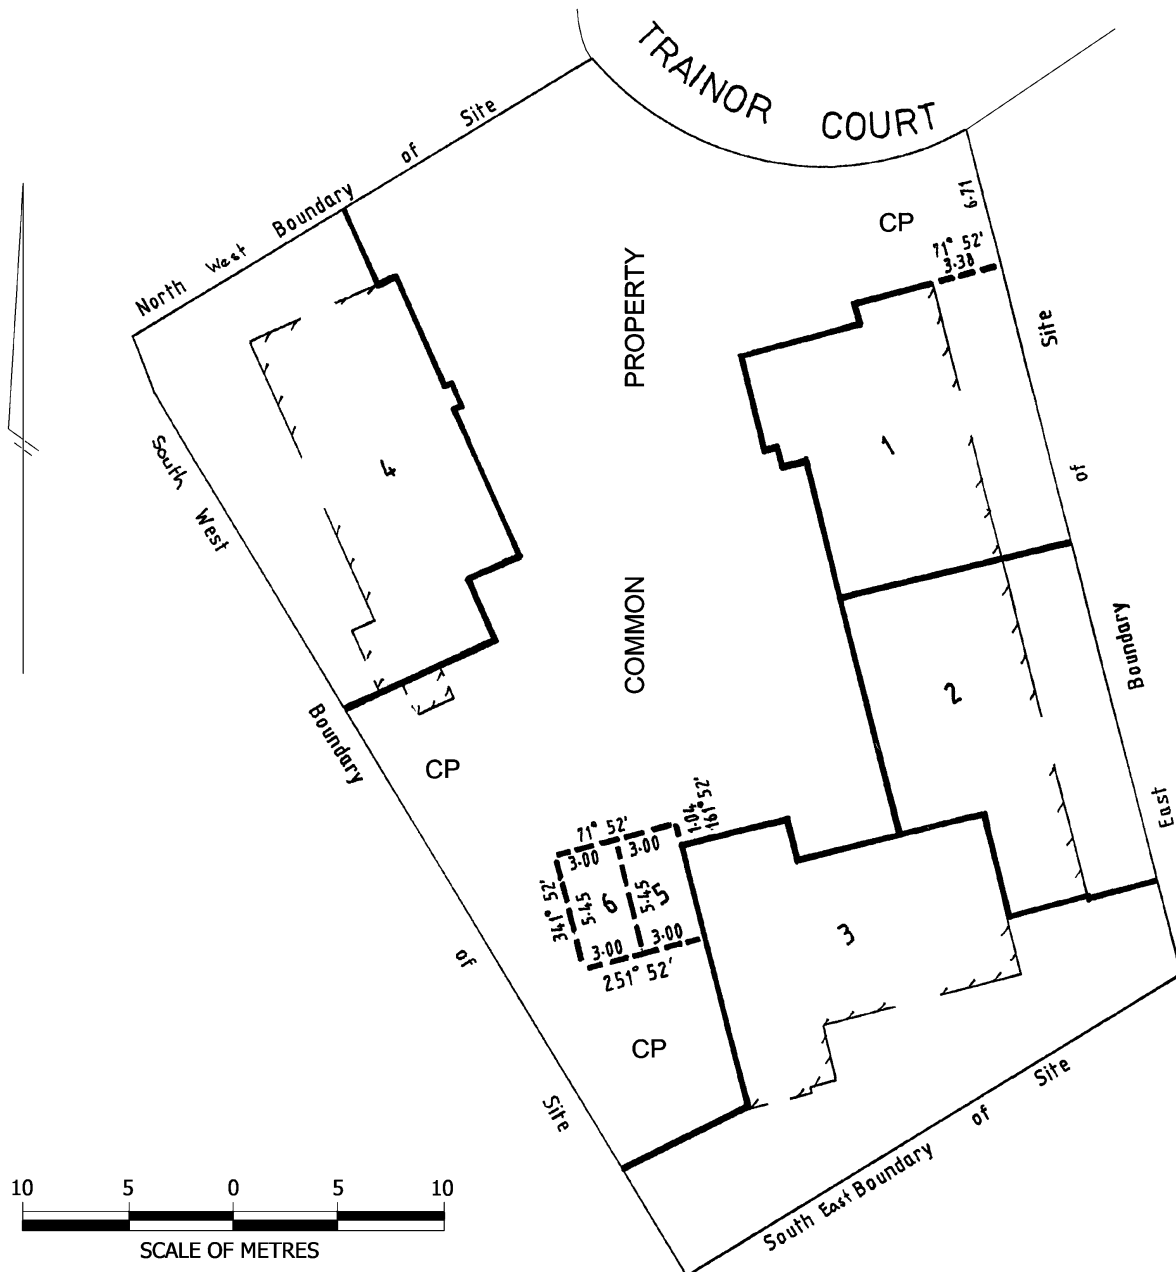 TRAINOR COURT
North West Boundary of Site
6·71
CP
71° 52'
3·38
PROPERTY
COMMON
Site
of
Boundary
East
South West
Boundary
of
Site
4
1
2
CP
71° 52'
1·04
161° 52'
3·00
3·00
341° 52'
5·45
6
5·45
5
3·00
3·00
251° 52'
3
CP
South East Boundary of Site
10 5 0 5 10
SCALE OF METRES